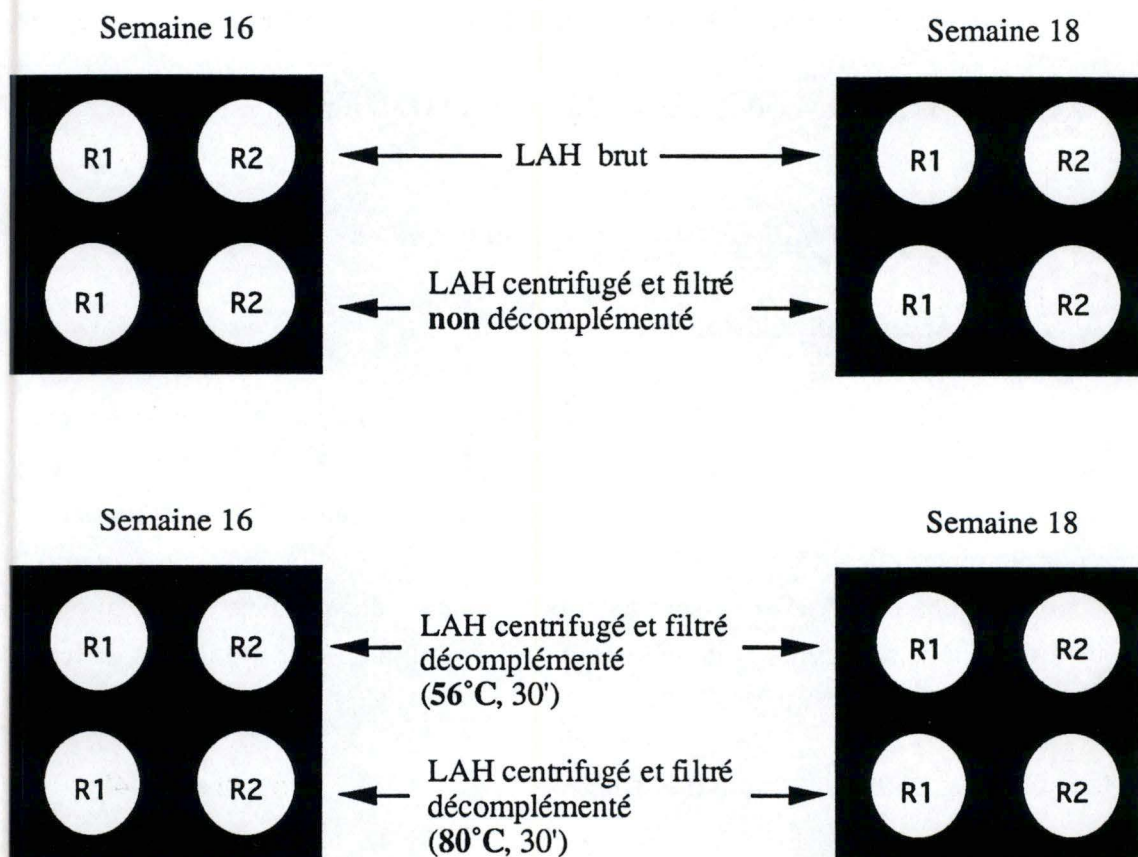 Semaine 16
Semaine 18
R1 R2
LAH brut
R1 R2
R1 R2
LAH centrifugé et filtré
non décomplémenté
R1 R2
Semaine 16
Semaine 18
R1 R2
LAH centrifugé et filtré
décomplémenté
(56°C, 30')
R1 R2
R1 R2
LAH centrifugé et filtré
décomplémenté
(80°C, 30')
R1 R2